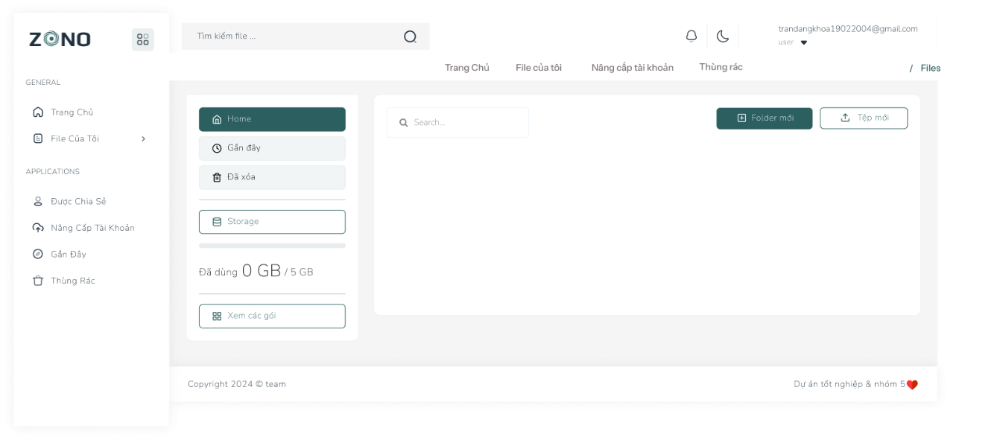 ZONO
Tìm kiếm file ...
trandangkhoa19022004@gmail.com
user
Trang Chủ
File của tôi
Nâng cấp tài khoản
Thùng rác
/ Files
GENERAL
Trang Chủ
File Của Tôi
APPLICATIONS
Được Chia Sẻ
Nâng Cấp Tài Khoản
Gần Đây
Thùng Rác
Home
Gần đây
Đã xóa
Storage
Đã dùng 0 GB / 5 GB
Xem các gói
Search...
Folder mới
Tệp mới
Copyright 2024 © team
Dự án tốt nghiệp & nhóm 5